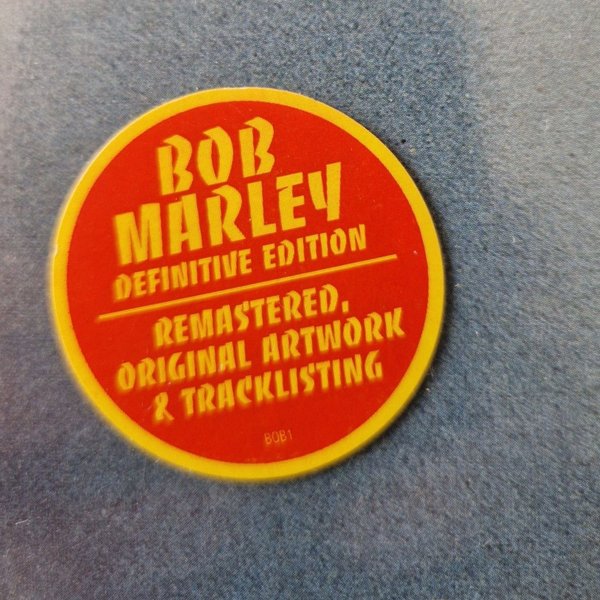 BOB
MARLEY
DEFINITIVE EDITION
REMASTERED,
ORIGINAL ARTWORK
& TRACKLISTING
BOB1